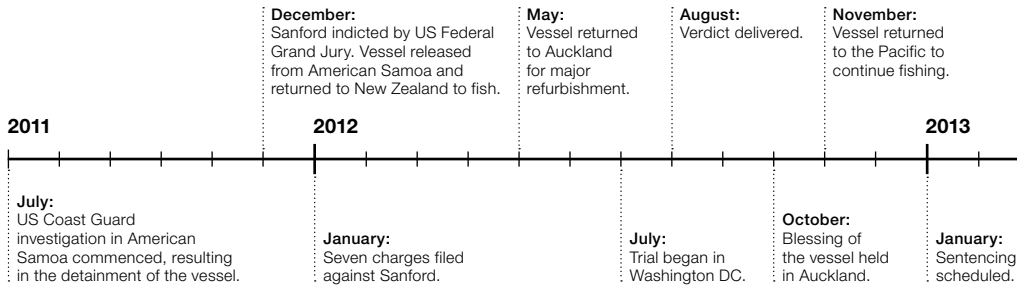 December:
Sanford indicted by US Federal
Grand Jury. Vessel released
from American Samoa and
returned to New Zealand to fish.
May:
Vessel returned
to Auckland
for major
refurbishment.
August:
Verdict delivered.
November:
Vessel returned
to the Pacific to
continue fishing.
2011
2012
2013
July:
US Coast Guard
investigation in American
Samoa commenced, resulting
in the detainment of the vessel.
January:
Seven charges filed
against Sanford.
July:
Trial began in
Washington DC.
October:
Blessing of
the vessel held
in Auckland.
January:
Sentencing
scheduled.